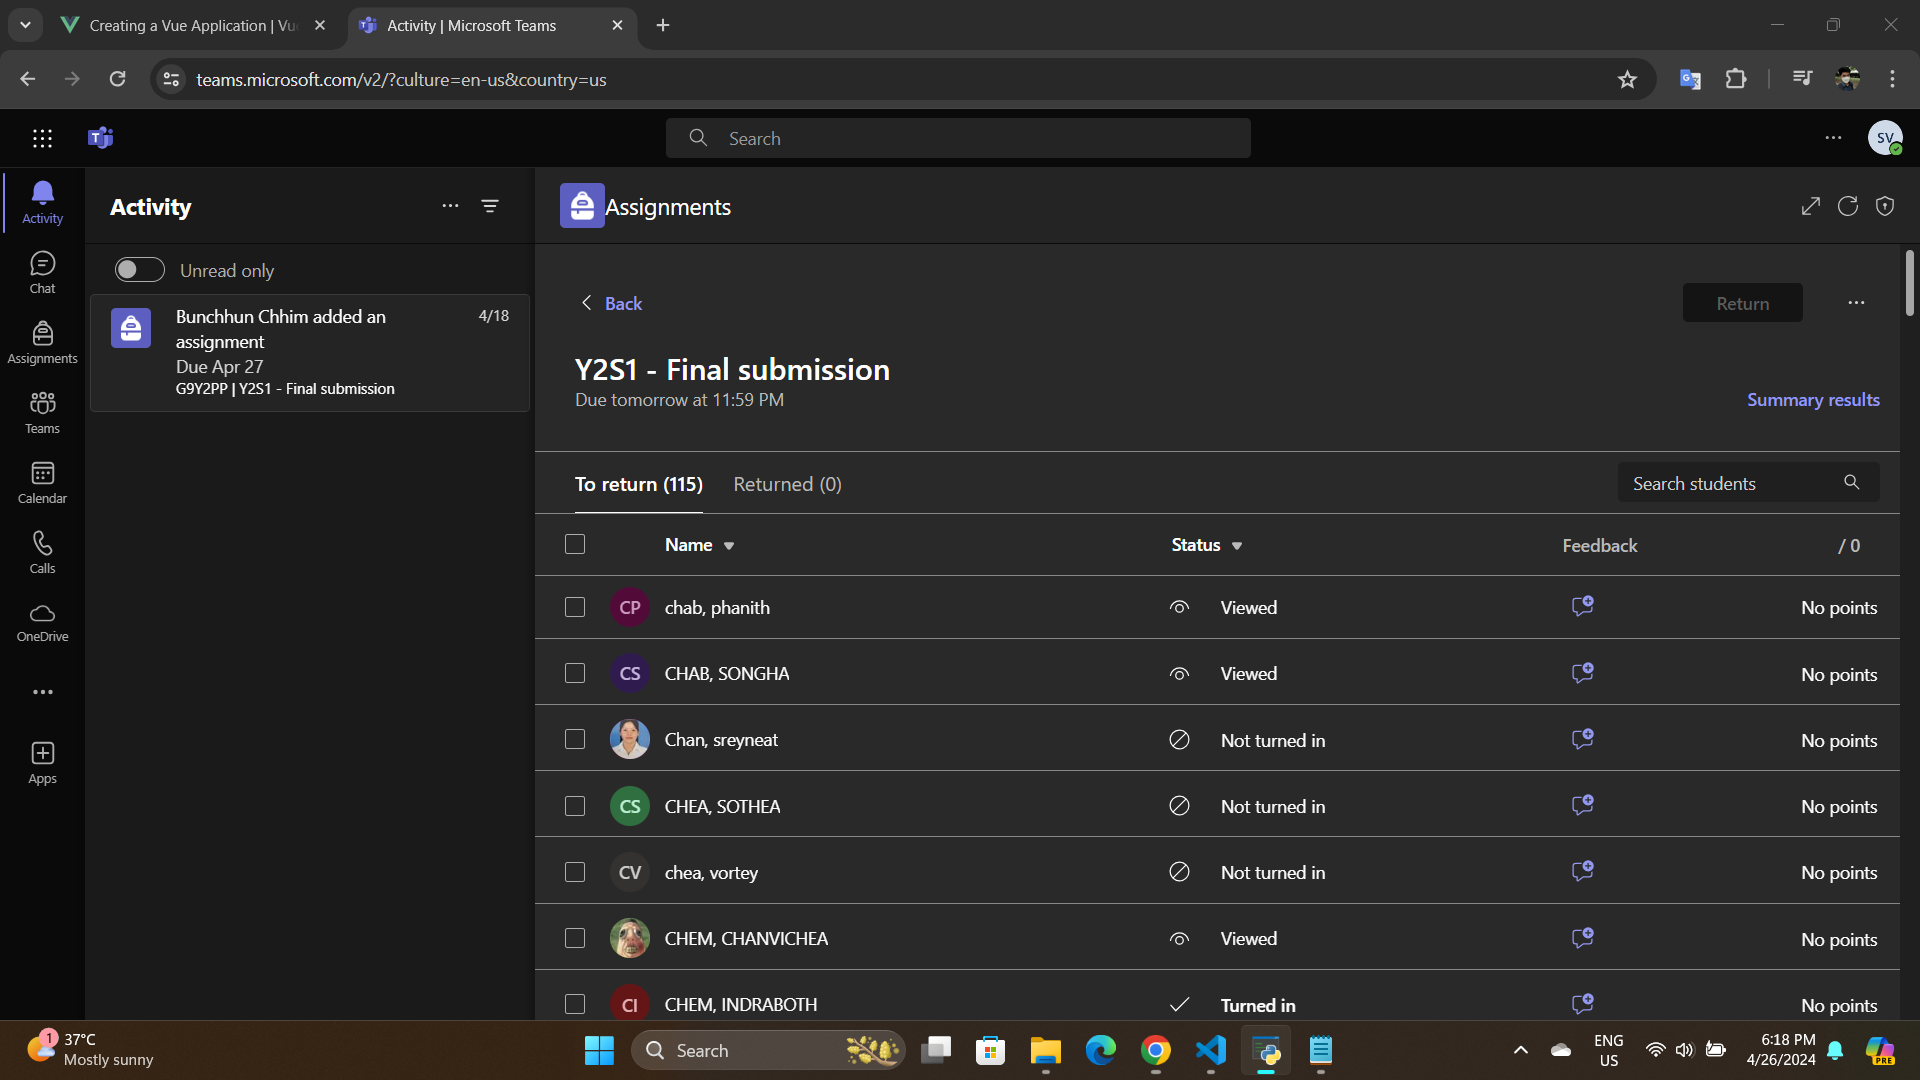 Creating a Vue Application | Vu
Activity | Microsoft Teams
teams.microsoft.com/v2/?culture=en-us&country=us
Search
SV
Activity
Chat
Assignments
Teams
Calendar
Calls
OneDrive
Apps
Activity
Unread only
Bunchhun Chhim added an assignment
4/18
Due Apr 27
G9Y2PP | Y2S1 - Final submission
Assignments
Back
Return
Y2S1 - Final submission
Due tomorrow at 11:59 PM
Summary results
To return (115)
Returned (0)
Search students
Name
Status
Feedback
/ 0
CP
chab, phanith
Viewed
No points
CS
CHAB, SONGHA
Viewed
No points
Chan, sreyneat
Not turned in
No points
CS
CHEA, SOTHEA
Not turned in
No points
CV
chea, vortey
Not turned in
No points
CHEM, CHANVICHEA
Viewed
No points
CI
CHEM, INDRABOTH
Turned in
No points
1
37°C
Mostly sunny
Search
ENG
US
6:18 PM
4/26/2024
PRE